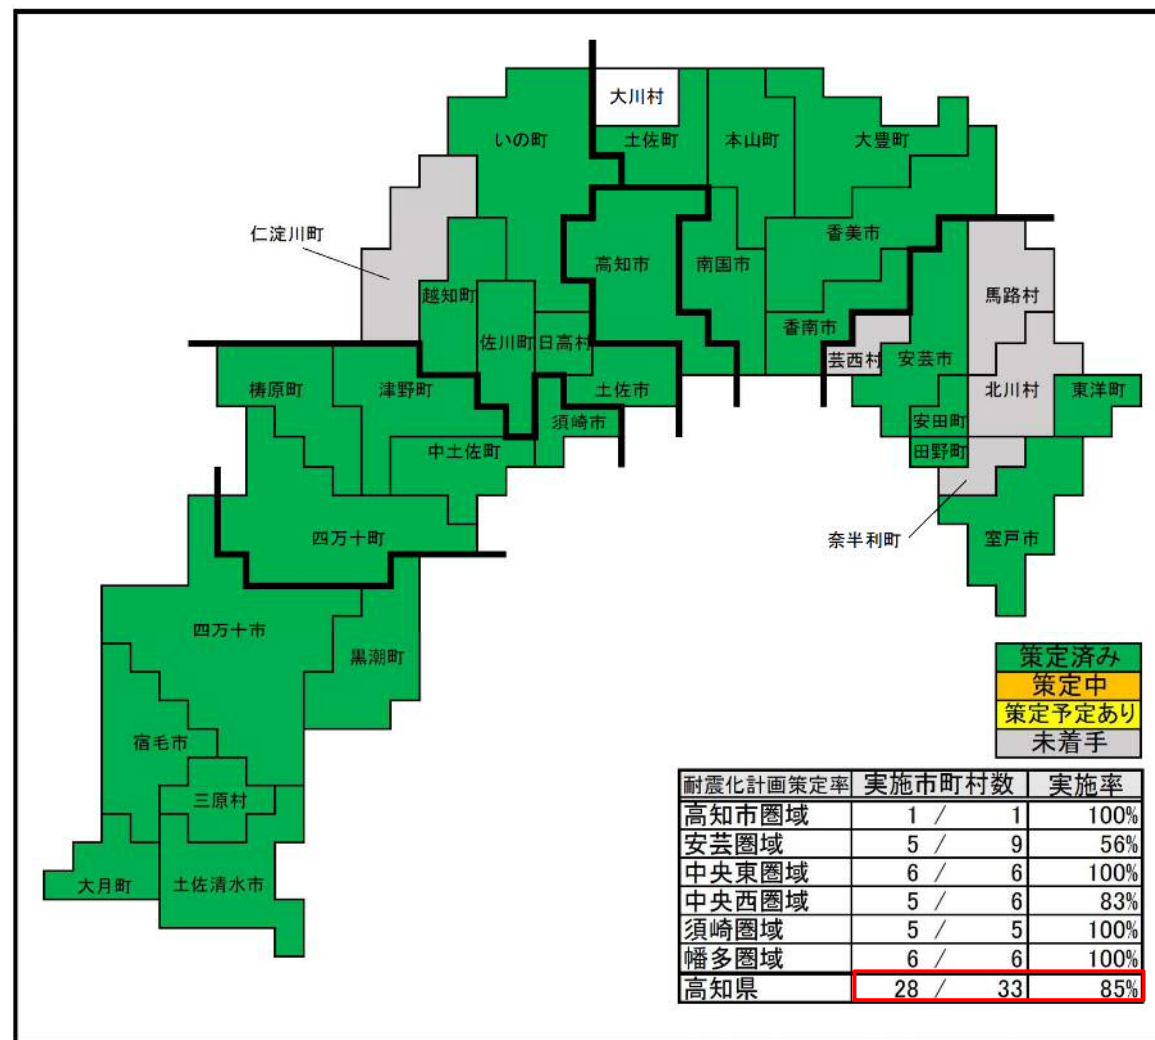 大川村
いの町
土佐町
本山町
大豊町
仁淀川町
高知市
南国市
香美市
越知町
馬路村
佐川町
日高村
香南市
芸西村
安芸市
梼原町
津野町
土佐市
北川村
東洋町
須崎市
安田町
中土佐町
田野町
四万十町
奈半利町
室戸市
四万十市
黒潮町
宿毛市
三原村
大月町
土佐清水市
策定済み
策定中
策定予定あり
未着手
耐震化計画策定率 実施市町村数 実施率
高知市圏域 1 / 1 100%
安芸圏域 5 / 9 56%
中央東圏域 6 / 6 100%
中央西圏域 5 / 6 83%
須崎圏域 5 / 5 100%
幡多圏域 6 / 6 100%
高知県 28 / 33 85%